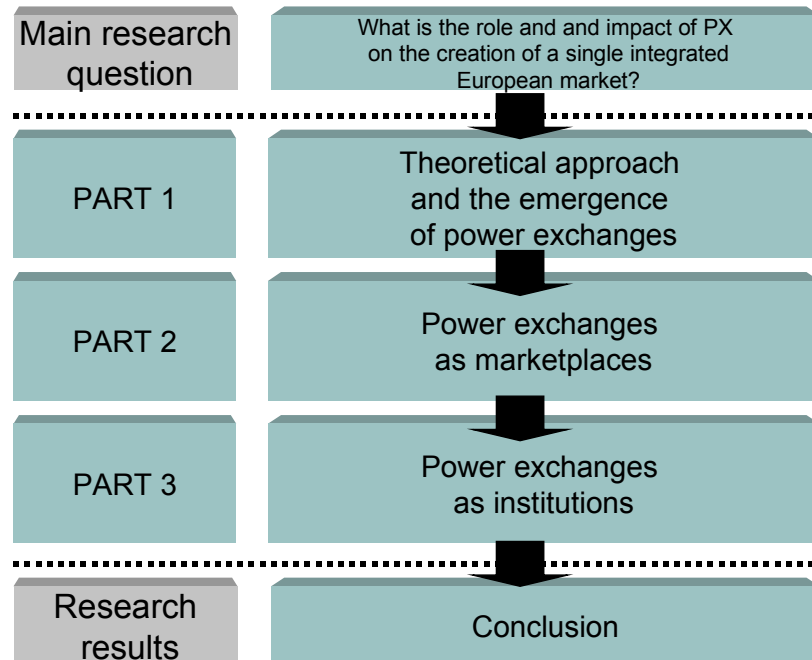 Main research
question
What is the role and and impact of PX
on the creation of a single integrated
European market?
PART 1
Theoretical approach
and the emergence
of power exchanges
PART 2
Power exchanges
as marketplaces
PART 3
Power exchanges
as institutions
Research
results
Conclusion